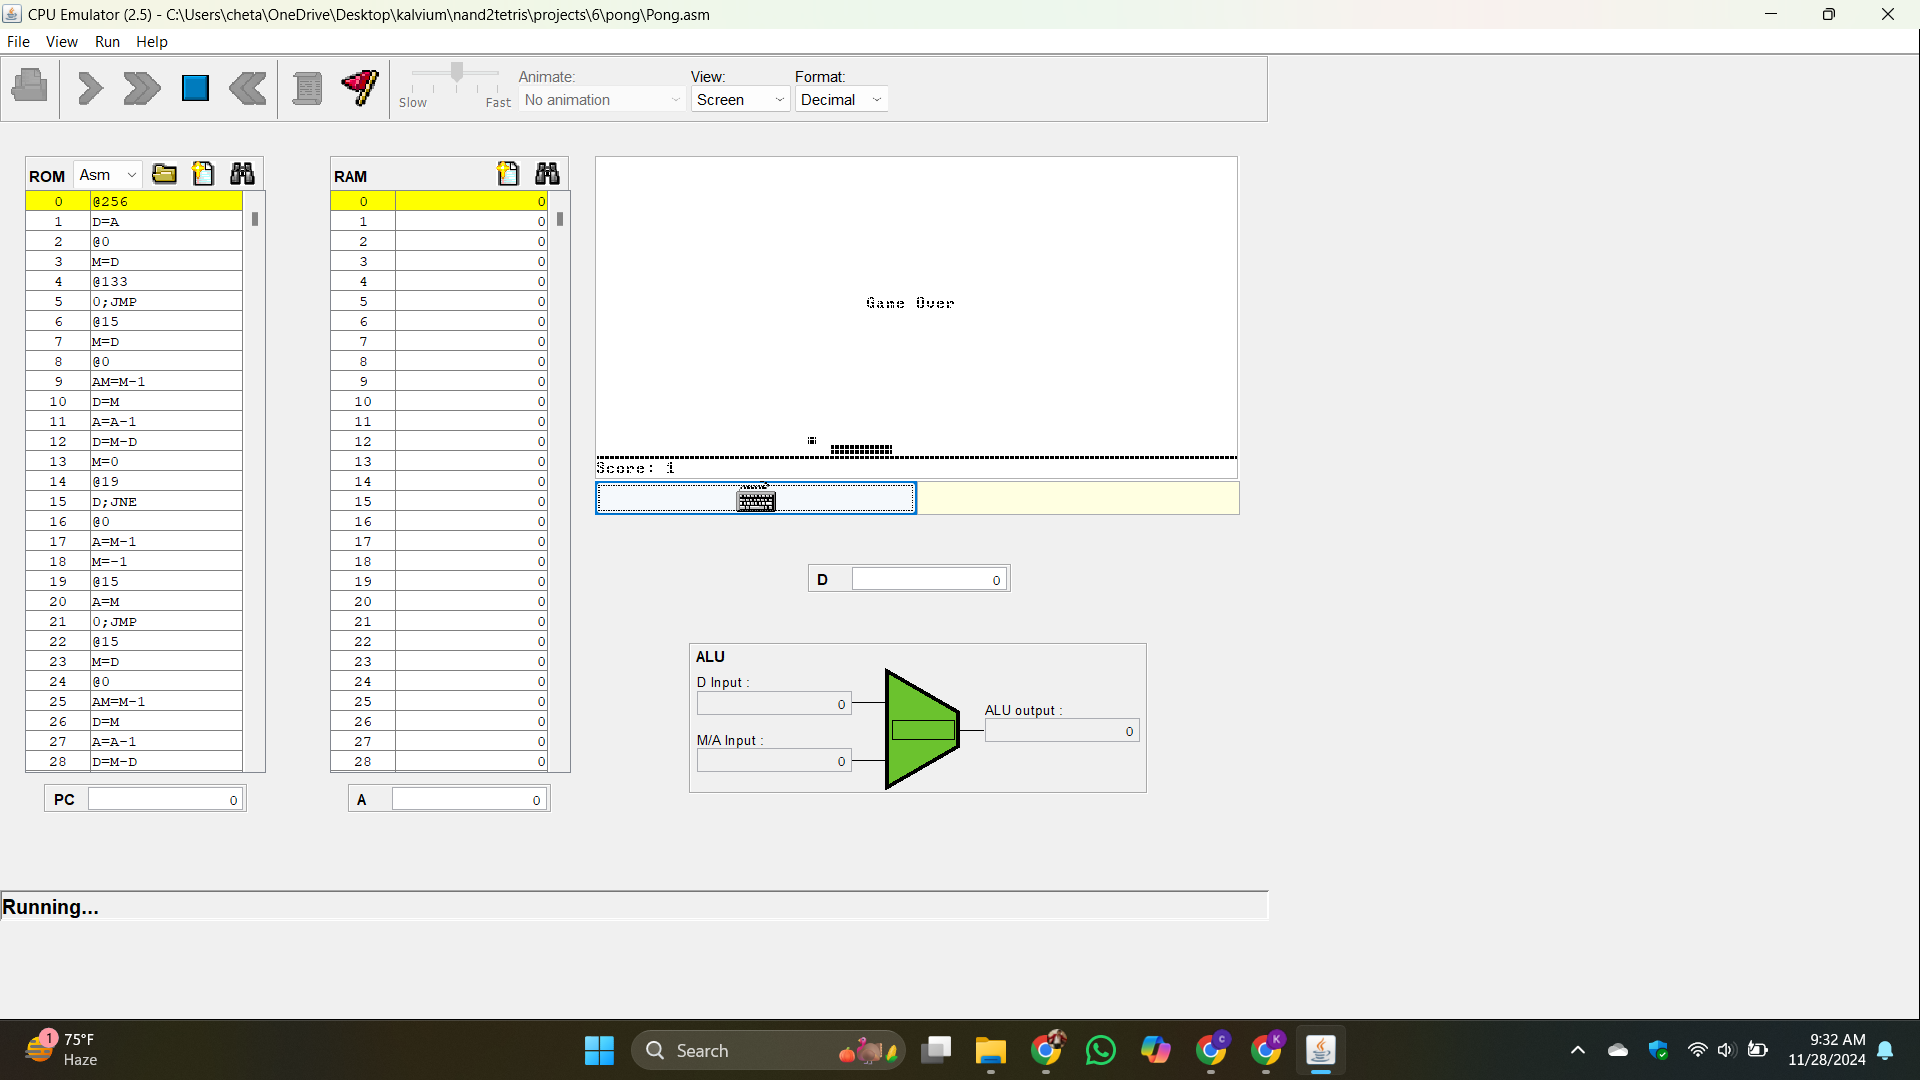 CPU Emulator (2.5) - C:\Users\cheta\OneDrive\Desktop\kalvium\nand2tetris\projects\6\pong\Pong.asm
File View Run Help
Slow Fast
Animate:
No animation
View:
Screen
Format:
Decimal
ROM Asm
0 @256
1 D=A
2 @0
3 M=D
4 @133
5 0;JMP
6 @15
7 M=D
8 @0
9 AM=M-1
10 D=M
11 A=A-1
12 D=M-D
13 M=0
14 @19
15 D;JNE
16 @0
17 A=M-1
18 M=-1
19 @15
20 A=M
21 0;JMP
22 @15
23 M=D
24 @0
25 AM=M-1
26 D=M
27 A=A-1
28 D=M-D
PC 0
RAM
0 0
1 0
2 0
3 0
4 0
5 0
6 0
7 0
8 0
9 0
10 0
11 0
12 0
13 0
14 0
15 0
16 0
17 0
18 0
19 0
20 0
21 0
22 0
23 0
24 0
25 0
26 0
27 0
28 0
A 0
Game Over
Score: 1
D 0
ALU
D Input :
0
M/A Input :
0
ALU output :
0
Running...
1
75°F
Haze
Search
C
K
9:32 AM
11/28/2024